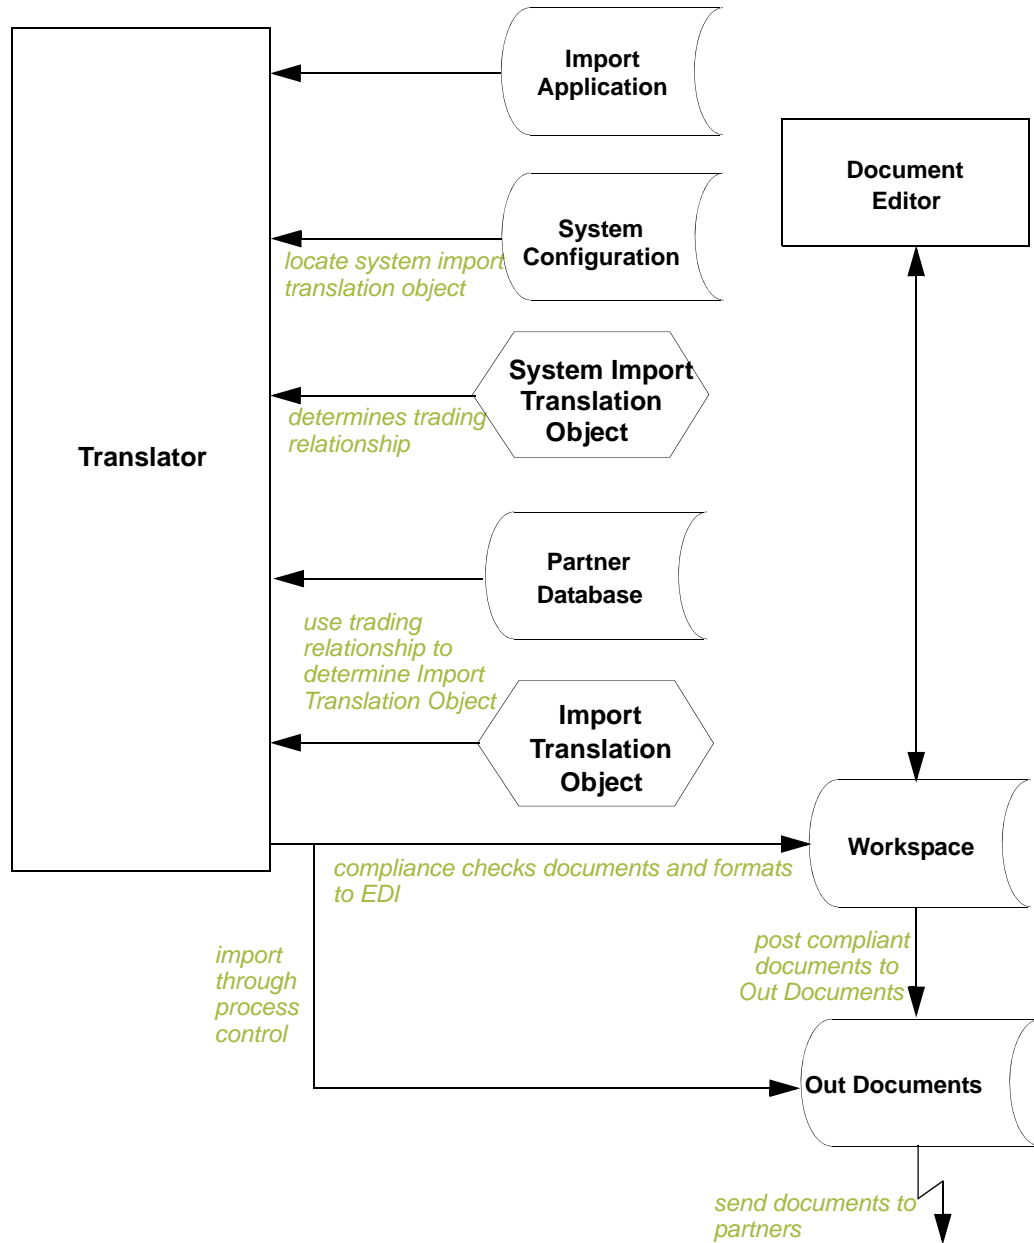 Import
Application
Document
Editor
System
Configuration
locate system import
translation object
System Import
Translation
Object
determines trading
relationship
Translator
Partner
Database
use trading
relationship to
determine Import
Translation Object
Import
Translation
Object
Workspace
compliance checks documents and formats
to EDI
import
through
process
control
post compliant
documents to
Out Documents
Out Documents
send documents to
partners